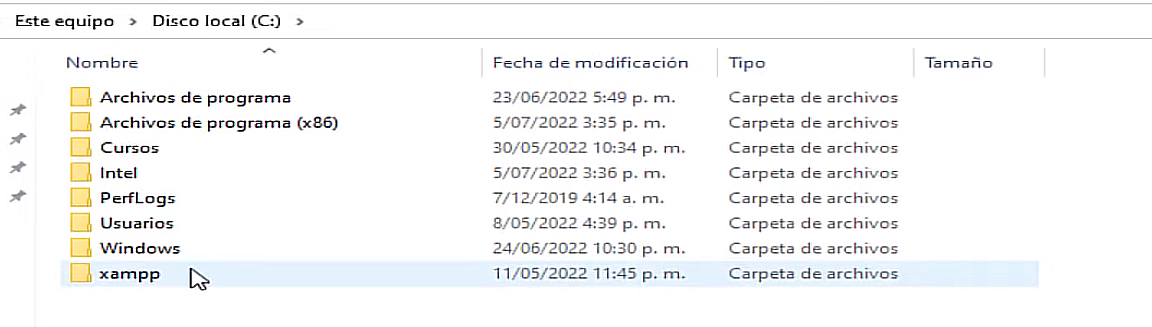 Este equipo > Disco local (C:) >
Nombre Fecha de modificación Tipo Tamaño
Archivos de programa 23/06/2022 5:49 p. m. Carpeta de archivos
Archivos de programa (x86) 5/07/2022 3:35 p. m. Carpeta de archivos
Cursos 30/05/2022 10:34 p. m. Carpeta de archivos
Intel 5/07/2022 3:36 p. m. Carpeta de archivos
PerfLogs 7/12/2019 4:14 a. m. Carpeta de archivos
Usuarios 8/05/2022 4:39 p. m. Carpeta de archivos
Windows 24/06/2022 10:30 p. m. Carpeta de archivos
xampp 11/05/2022 11:45 p. m. Carpeta de archivos